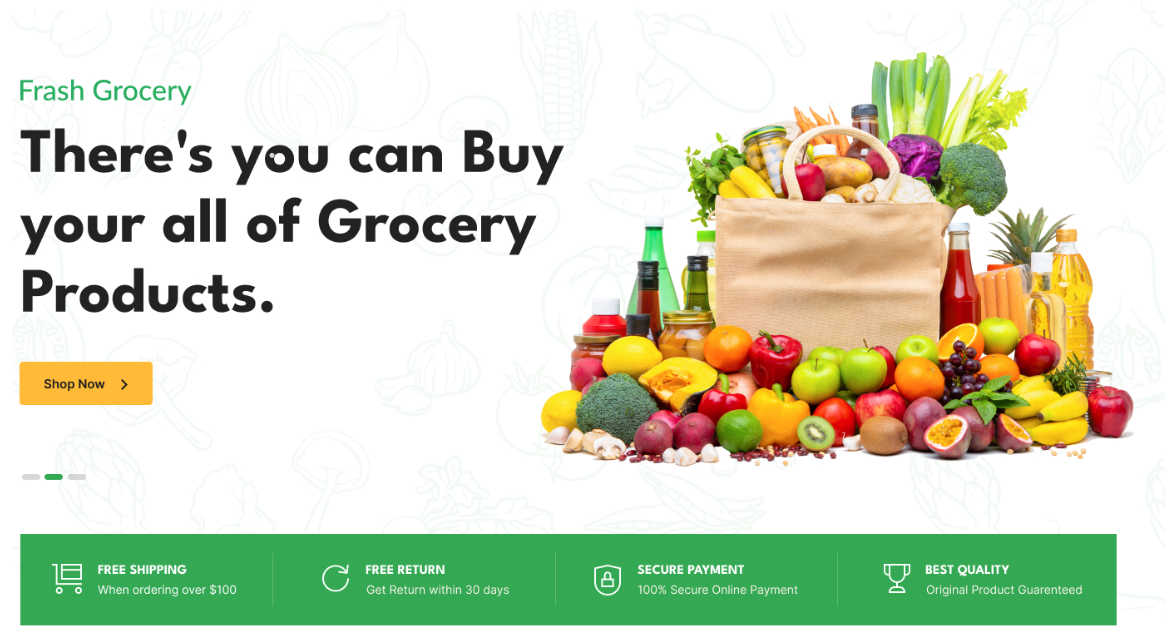 Frash Grocery
There's you can Buy
your all of Grocery
Products.
Shop Now
FREE SHIPPING
When ordering over $100
FREE RETURN
Get Return within 30 days
SECURE PAYMENT
100% Secure Online Payment
BEST QUALITY
Original Product Guarenteed